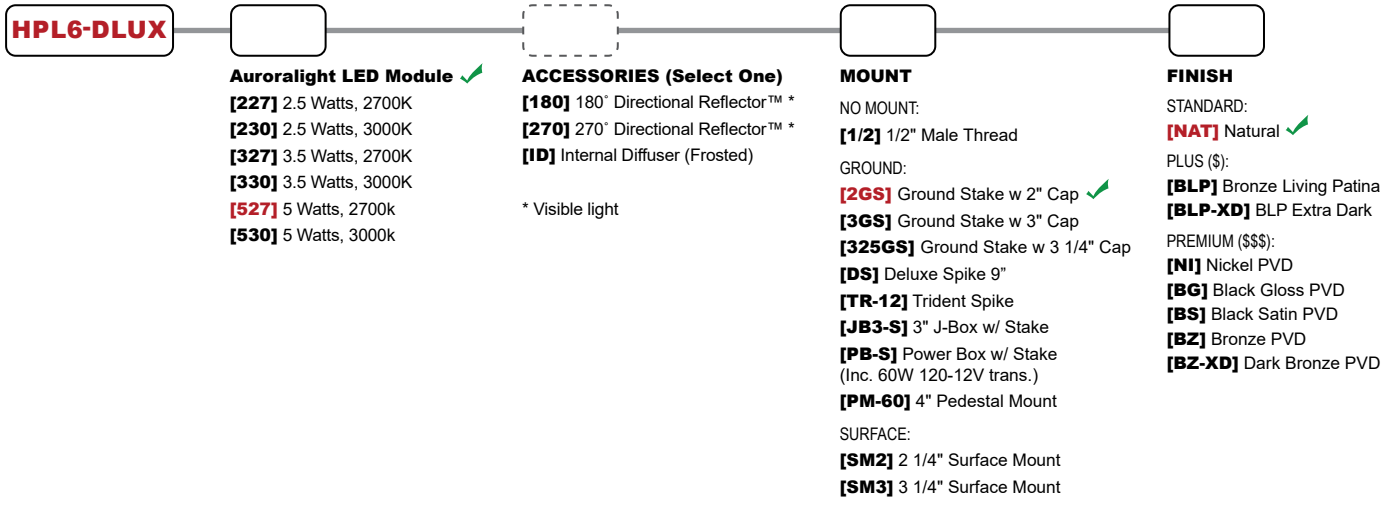 HPL6-DLUX
Auroralight LED Module
[227] 2.5 Watts, 2700K
[230] 2.5 Watts, 3000K
[327] 3.5 Watts, 2700K
[330] 3.5 Watts, 3000K
[527] 5 Watts, 2700k
[530] 5 Watts, 3000k
ACCESSORIES (Select One)
[180] 180˚ Directional Reflector™ *
[270] 270˚ Directional Reflector™ *
[ID] Internal Diffuser (Frosted)
* Visible light
MOUNT
NO MOUNT:
[1/2] 1/2" Male Thread
GROUND:
[2GS] Ground Stake w 2" Cap
[3GS] Ground Stake w 3" Cap
[325GS] Ground Stake w 3 1/4" Cap
[DS] Deluxe Spike 9”
[TR-12] Trident Spike
[JB3-S] 3" J-Box w/ Stake
[PB-S] Power Box w/ Stake
(Inc. 60W 120-12V trans.)
[PM-60] 4" Pedestal Mount
SURFACE:
[SM2] 2 1/4" Surface Mount
[SM3] 3 1/4" Surface Mount
FINISH
STANDARD:
[NAT] Natural
PLUS ($):
[BLP] Bronze Living Patina
[BLP-XD] BLP Extra Dark
PREMIUM ($$$):
[NI] Nickel PVD
[BG] Black Gloss PVD
[BS] Black Satin PVD
[BZ] Bronze PVD
[BZ-XD] Dark Bronze PVD